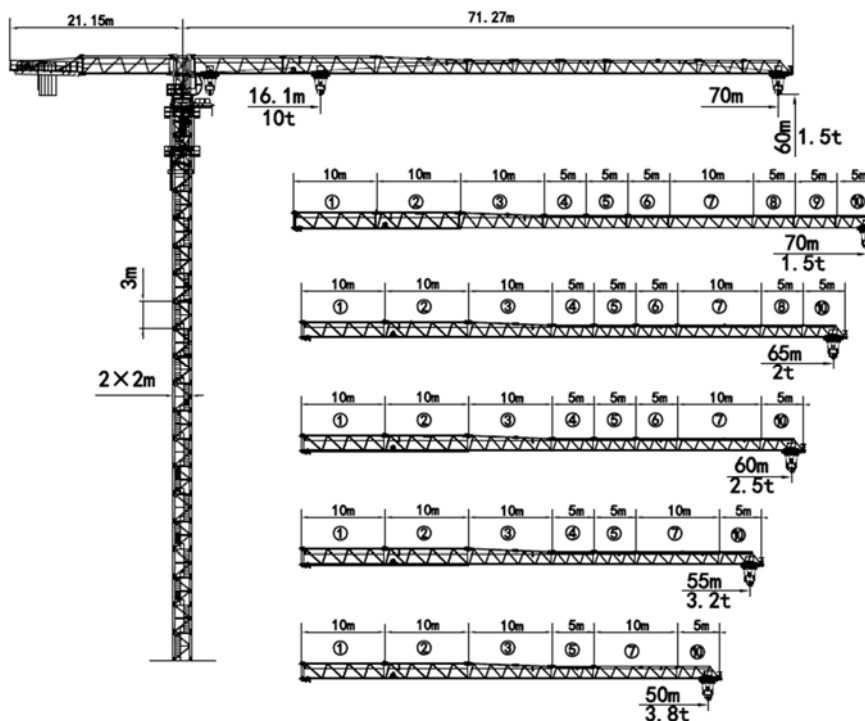 21.15m 71.27m
16.1m
10t
70m
60m
1.5t
10m 10m 10m 5m 5m 5m 10m 5m 5m 5m
① ② ③ ④ ⑤ ⑥ ⑦ ⑧ ⑨ ⑩
70m
1.5t
3m
10m 10m 10m 5m 5m 5m 10m 5m 5m
① ② ③ ④ ⑤ ⑥ ⑦ ⑧ ⑩
65m
2t
2×2m
10m 10m 10m 5m 5m 5m 10m 5m
① ② ③ ④ ⑤ ⑥ ⑦ ⑩
60m
2.5t
10m 10m 10m 5m 5m 10m 5m
① ② ③ ④ ⑤ ⑦ ⑩
55m
3.2t
10m 10m 10m 5m 10m 5m
① ② ③ ⑤ ⑦ ⑩
50m
3.8t